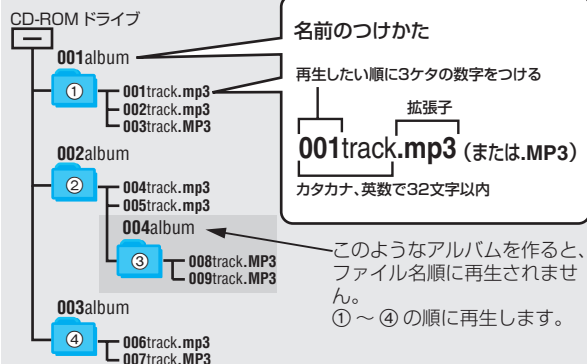 CD-ROM ドライブ
001album
①
001track.mp3
002track.mp3
003track.MP3
002album
②
004track.mp3
005track.mp3
004album
③
008track.MP3
009track.MP3
003album
④
006track.mp3
007track.MP3
名前のつけかた
再生したい順に3ケタの数字をつける
拡張子
001track.mp3 (または.MP3)
カタカナ、英数で32文字以内
このようなアルバムを作ると、
ファイル名順に再生されませ
ん。
① ~ ④ の順に再生します。